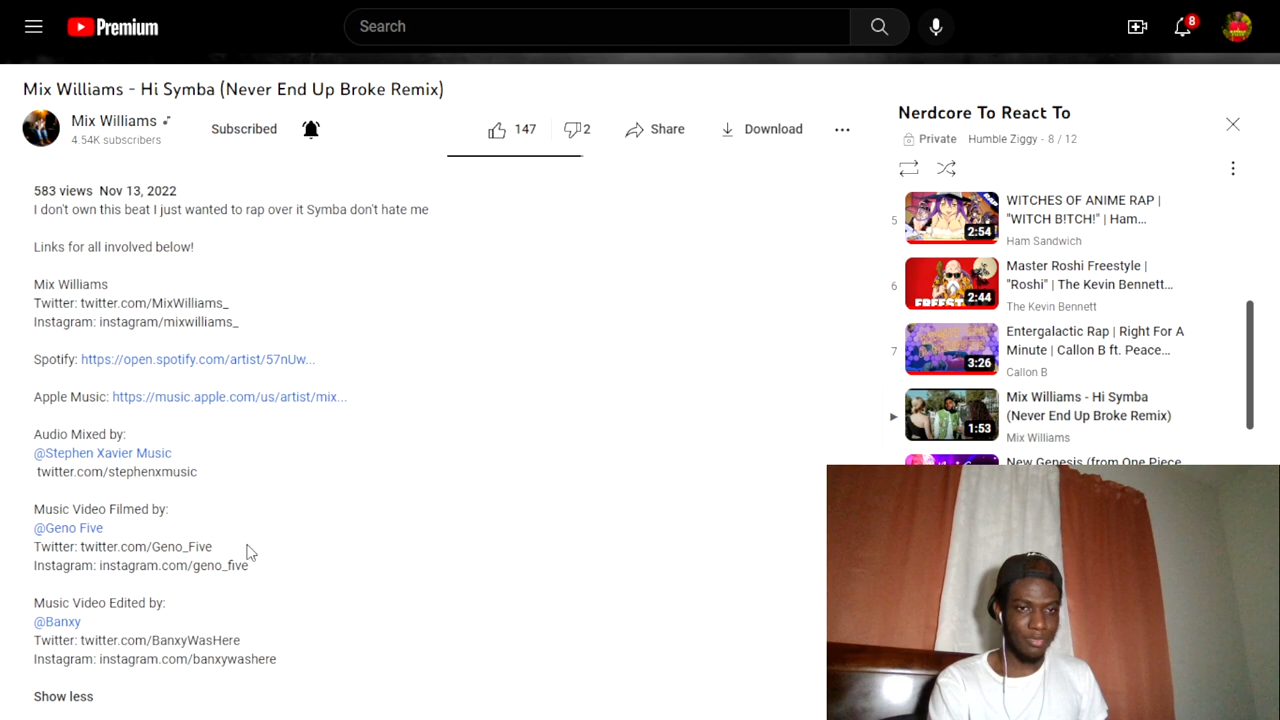 Premium
Search
8
Mix Williams - Hi Symba (Never End Up Broke Remix)
Mix Williams
4.54K subscribers
Subscribed
147
2
Share
Download
583 views Nov 13, 2022
I don't own this beat I just wanted to rap over it Symba don't hate me
Links for all involved below!
Mix Williams
Twitter: twitter.com/MixWilliams_
Instagram: instagram/mixwilliams_
Spotify: https://open.spotify.com/artist/57nUw...
Apple Music: https://music.apple.com/us/artist/mix...
Audio Mixed by:
@Stephen Xavier Music
twitter.com/stephenxmusic
Music Video Filmed by:
@Geno Five
Twitter: twitter.com/Geno_Five
Instagram: instagram.com/geno_five
Music Video Edited by:
@Banxy
Twitter: twitter.com/BanxyWasHere
Instagram: instagram.com/banxywashere
Show less
Nerdcore To React To
Private Humble Ziggy - 8 / 12
5
2:54
WITCHES OF ANIME RAP |
"WITCH B!TCH!" | Ham...
Ham Sandwich
6
2:44
Master Roshi Freestyle |
"Roshi" | The Kevin Bennett...
The Kevin Bennett
7
3:26
Entergalactic Rap | Right For A
Minute | Callon B ft. Peace...
Callon B
1:53
Mix Williams - Hi Symba
(Never End Up Broke Remix)
Mix Williams
New Genesis (from One Piece